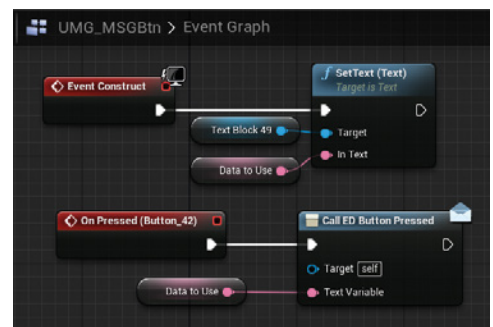 UMG_MSGBtn > Event Graph
Event Construct
SetText (Text)
Target is Text
Text Block 49
Target
Data to Use
In Text
On Pressed (Button_42)
Call ED Button Pressed
Target self
Data to Use
Text Variable